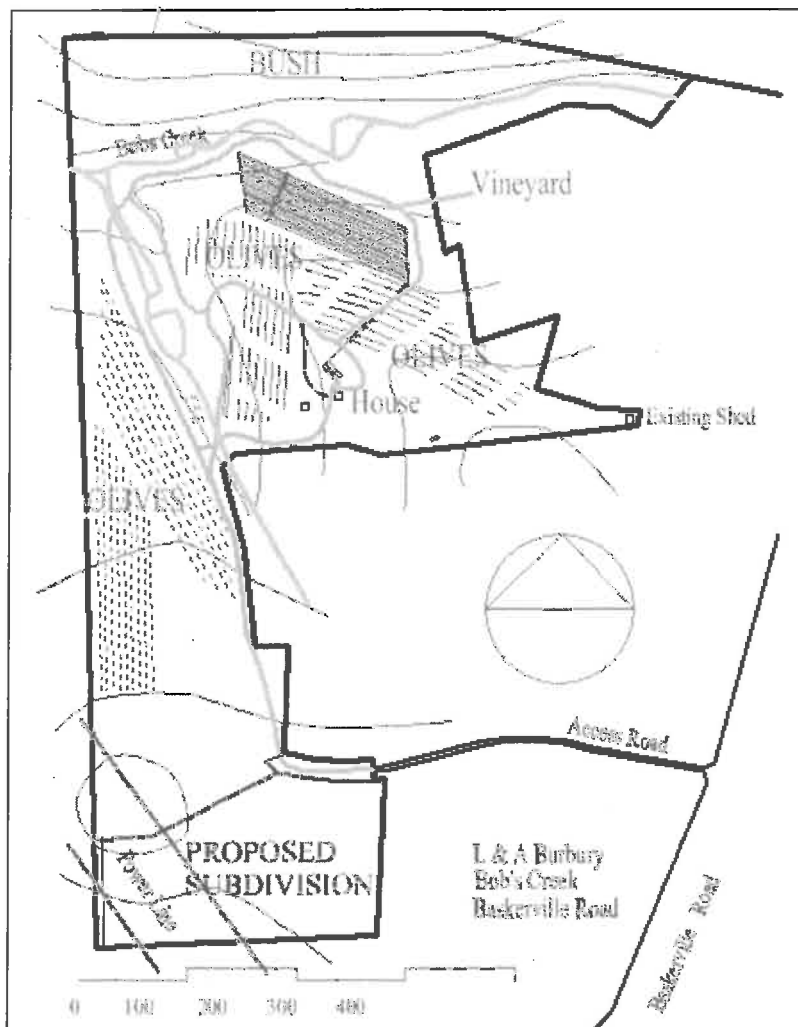 BUSH
Bobs Creek
Vineyard
OLIVES
OLIVES
House
Existing Shed
OLIVES
Access Road
PROPOSED
SUBDIVISION
Power Line
L & A Burbury
Bob's Creek
Baskerville Road
Baskerville Road
0 100 200 300 400